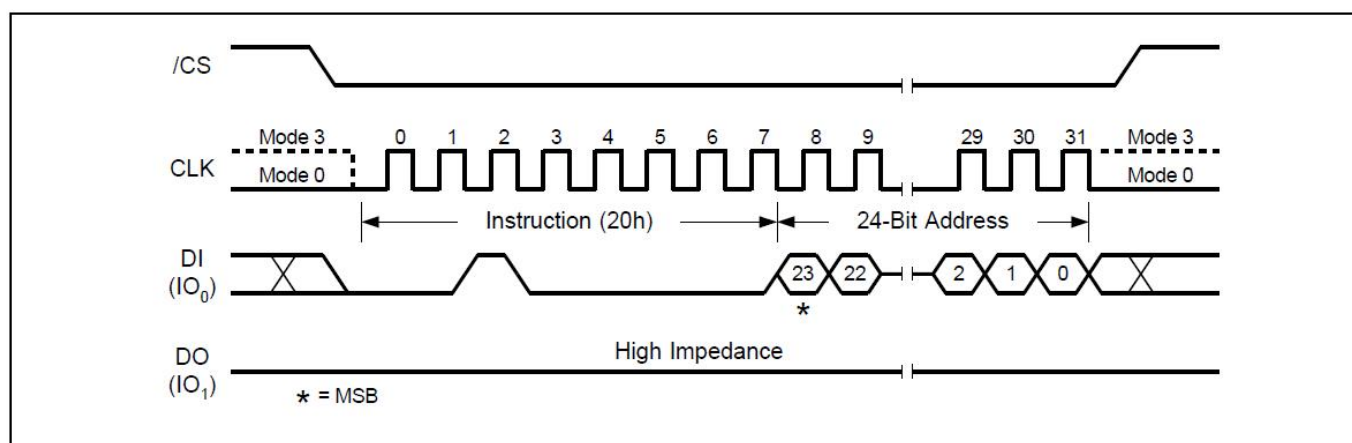 /CS
Mode 3 0 1 2 3 4 5 6 7 8 9 29 30 31 Mode 3
CLK Mode 0 Mode 0
Instruction (20h) 24-Bit Address
DI
(IO0) 23 22 2 1 0
*
DO High Impedance
(IO1)
* = MSB